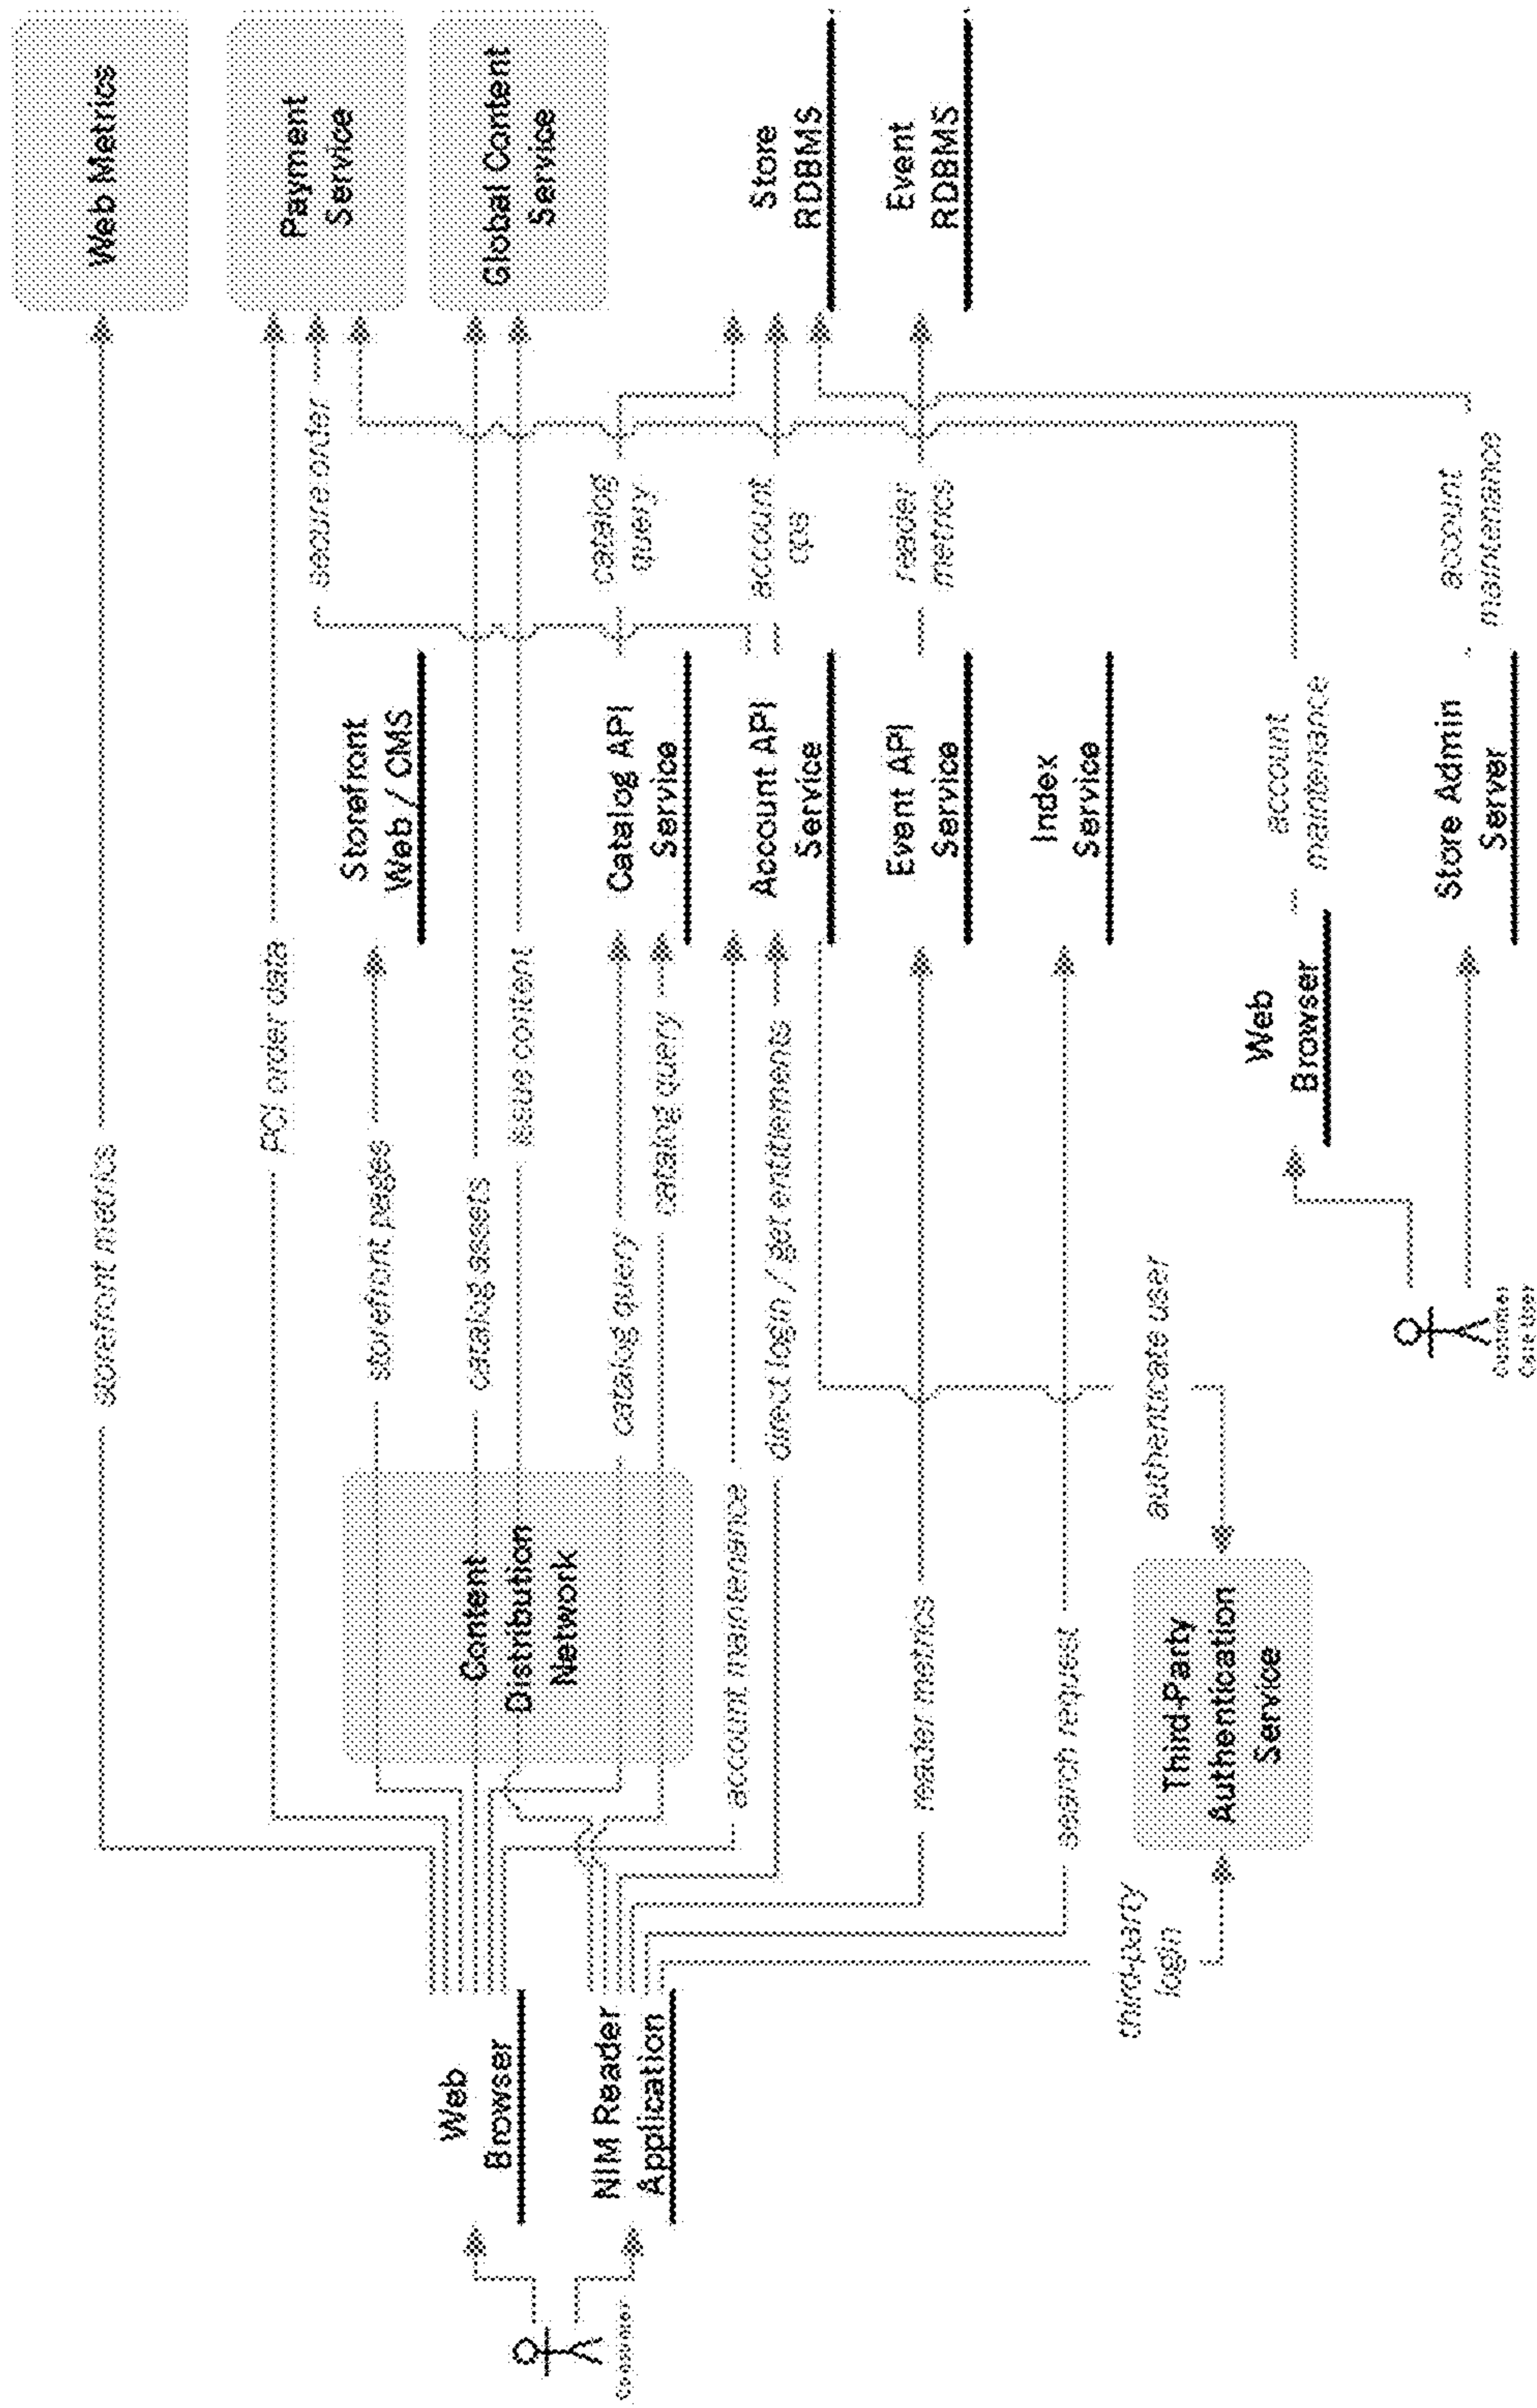 Web Metrics
Payment
Service
Global Content
Service
Store
RDBMS
Event
RDBMS
secure order
catalog
query
account
ops
reader
metrics
account
maintenance
Storefront
Web / CMS
Catalog API
Service
Account API
Service
Event API
Service
Index
Service
account
maintenance
Store Admin
Server
PCI order data
issue content
Web
Browser
storefront metrics
storefront pages
catalog assets
catalog query
catalog query
direct login / get entitlements
authenticate user
Customer
Care User
Content
Distribution
Network
account maintenance
reader metrics
search request
Third-Party
Authentication
Service
third-party
login
Web
Browser
NIM Reader
Application
Consumer